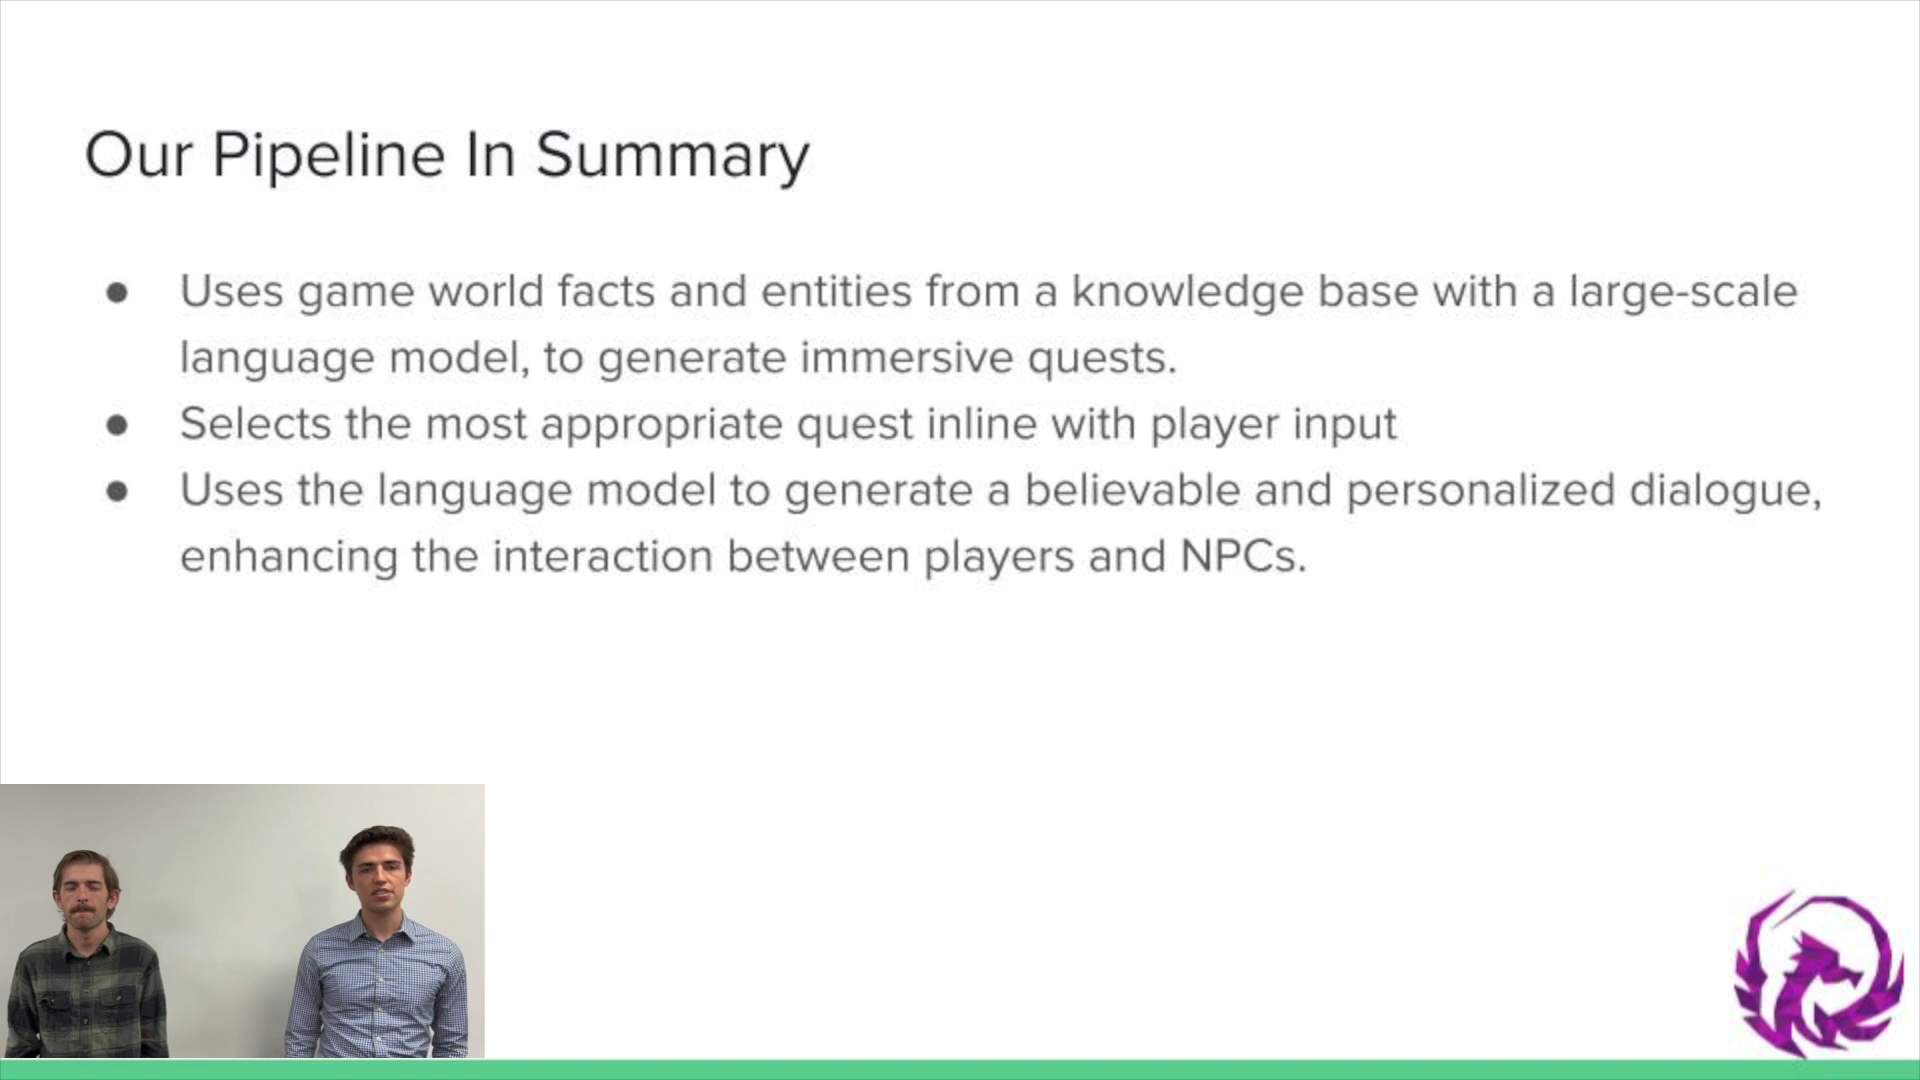 Our Pipeline In Summary
● Uses game world facts and entities from a knowledge base with a large-scale
language model, to generate immersive quests.
● Selects the most appropriate quest inline with player input
● Uses the language model to generate a believable and personalized dialogue,
enhancing the interaction between players and NPCs.